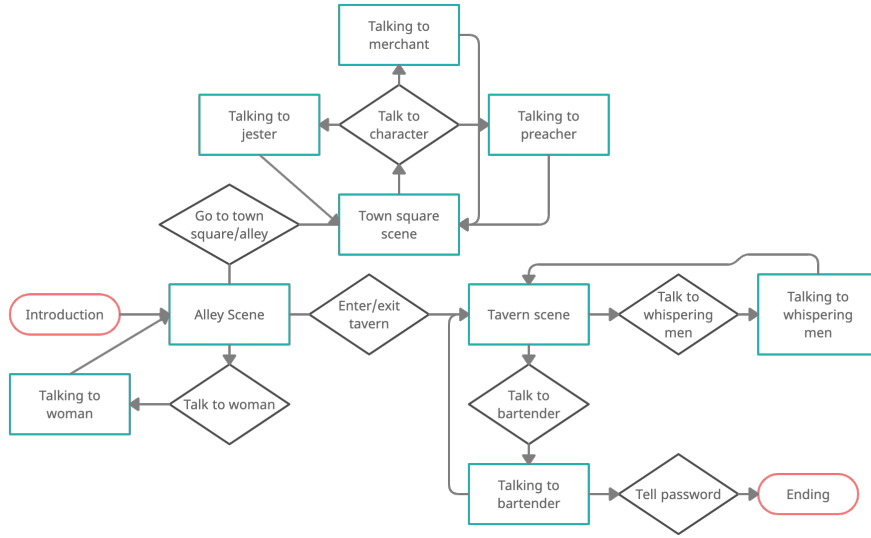 Talking to
merchant
Talking to
jester
Talk to
character
Talking to
preacher
Go to town
square/alley
Town square
scene
Introduction
Alley Scene
Enter/exit
tavern
Tavern scene
Talk to
whispering
men
Talking to
whispering
men
Talking to
woman
Talk to woman
Talk to
bartender
Talking to
bartender
Tell password
Ending